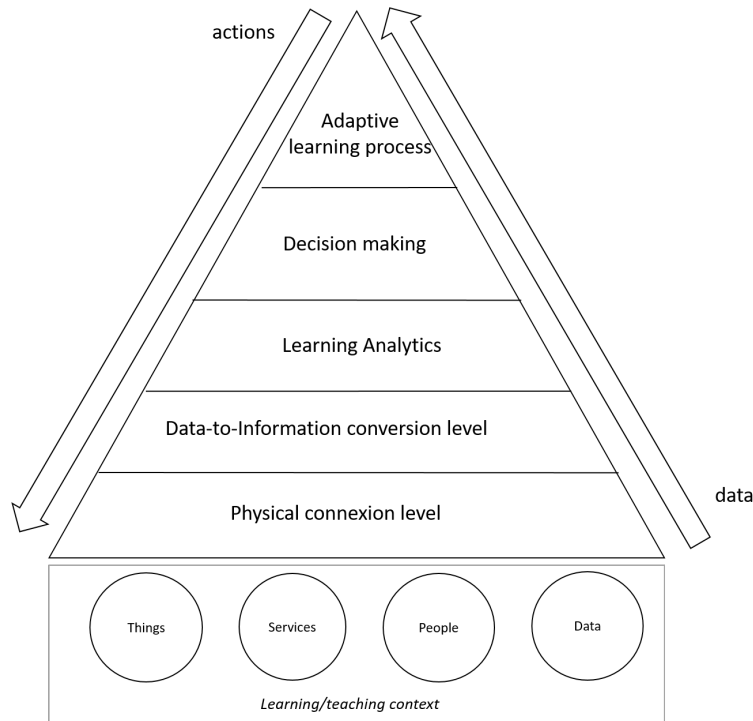 actions
Adaptive
learning process
Decision making
Learning Analytics
Data-to-Information conversion level
Physical connexion level
data
Things
Services
People
Data
Learning/teaching context